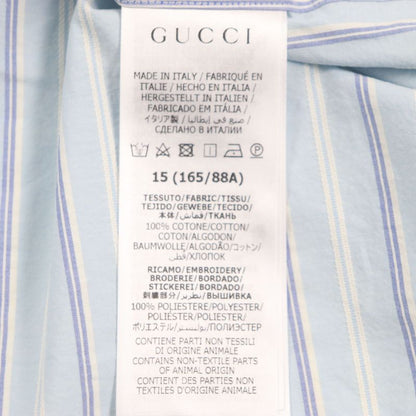 GUCCI
MADE IN ITALY / FABRIQUÉ EN
ITALIE / HECHO EN ITALIA /
HERGESTELLT IN ITALIEN /
FABRICADO EM ITÁLIA /
イタリア製 / صنع في إيطاليا /
СДЕЛАНО В ИТАЛИИ
15 (165/88A)
TESSUTO/FABRIC/TISSU/
TEJIDO/GEWEBE/TECIDO/
本体/قماش/ТКАНЬ
100% COTONE/COTTON/
COTON/ALGODON/
BAUMWOLLE/ALGODÃO/コットン
/قطن/ХЛОПОК
RICAMO/EMBROIDERY/
BRODERIE/BORDADO/
STICKEREI/BORDADO/
刺繍部分/تطريز/ВЫШИВКА
100% POLIESTERE/POLYESTER/
POLYESTER/POLIÉSTER/
POLYESTER/POLIÉSTER/
ポリエステル/بوليستر/ПОЛИЭСТЕР
CONTIENE PARTI NON TESSILI
DI ORIGINE ANIMALE
CONTAINS NON-TEXTILE PARTS
OF ANIMAL ORIGIN
CONTIENT DES PARTIES NON